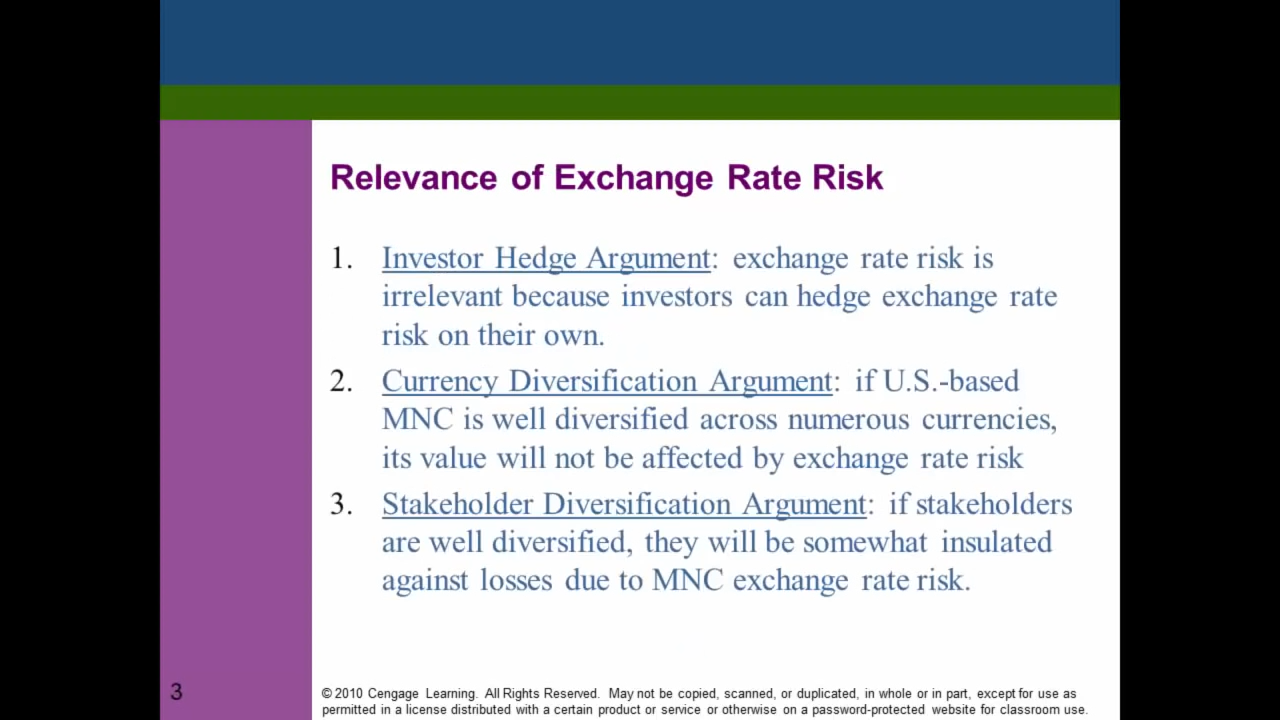 Relevance of Exchange Rate Risk
1. Investor Hedge Argument: exchange rate risk is
irrelevant because investors can hedge exchange rate
risk on their own.
2. Currency Diversification Argument: if U.S.-based
MNC is well diversified across numerous currencies,
its value will not be affected by exchange rate risk
3. Stakeholder Diversification Argument: if stakeholders
are well diversified, they will be somewhat insulated
against losses due to MNC exchange rate risk.
3
© 2010 Cengage Learning. All Rights Reserved. May not be copied, scanned, or duplicated, in whole or in part, except for use as
permitted in a license distributed with a certain product or service or otherwise on a password-protected website for classroom use.